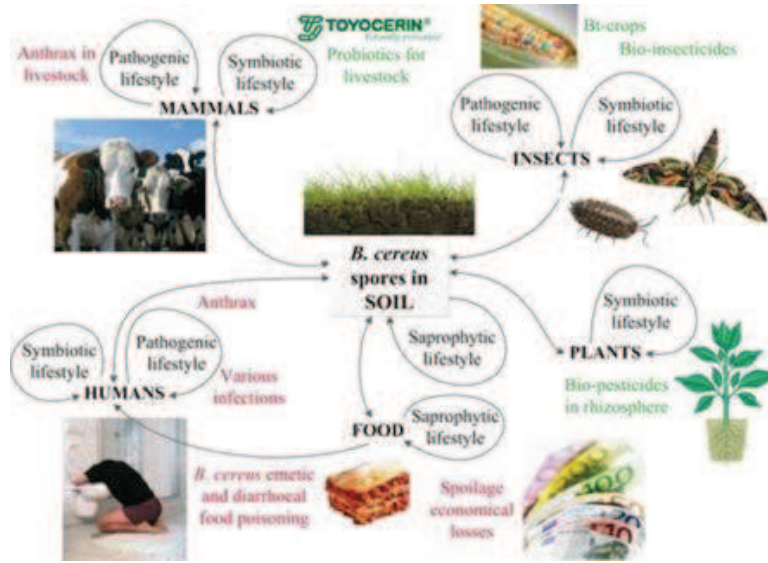 TOYOCERIN®
Anthrax in
livestock
Pathogenic
lifestyle
Symbiotic
lifestyle
Probiotics for
livestock
MAMMALS
Bt-crops
Bio-insecticides
Pathogenic
lifestyle
Symbiotic
lifestyle
INSECTS
B. cereus
spores in
SOIL
Anthrax
Symbiotic
lifestyle
Pathogenic
lifestyle
HUMANS
Various
infections
Saprophytic
lifestyle
Symbiotic
lifestyle
PLANTS
Bio-pesticides
in rhizosphere
FOOD
Saprophytic
lifestyle
B. cereus emetic
and diarrhoeal
food poisoning
Spoilage
economical
losses